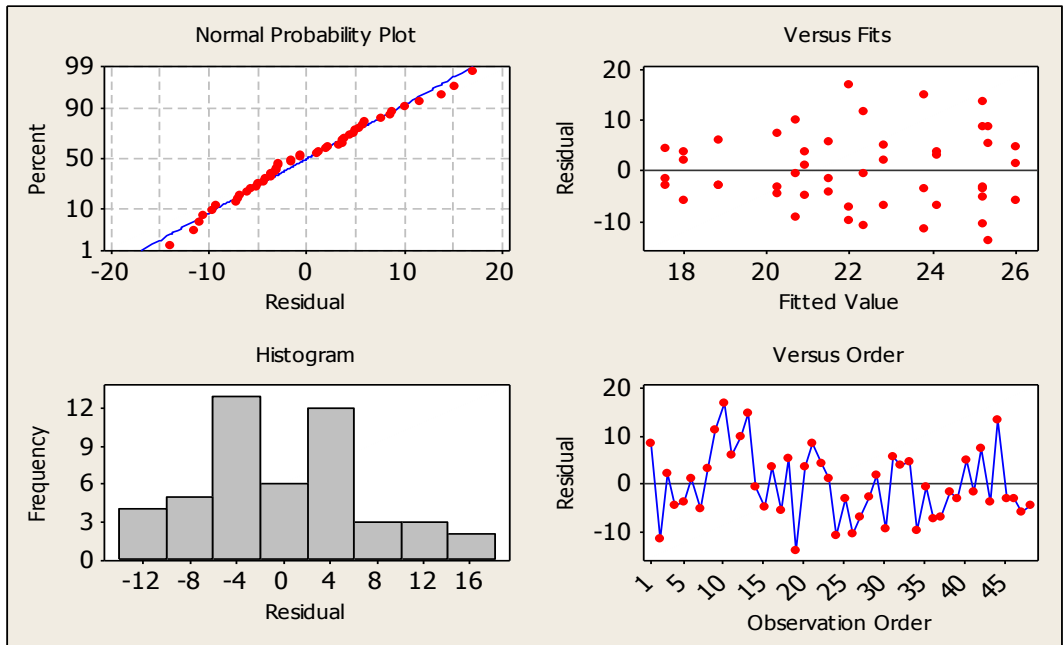 Normal Probability Plot
Percent
99
90
50
10
1
-20 -10 0 10 20
Residual
Versus Fits
Residual
20
10
0
-10
18 20 22 24 26
Fitted Value
Histogram
Frequency
12
9
6
3
0
-12 -8 -4 0 4 8 12 16
Residual
Versus Order
Residual
20
10
0
-10
1 5 10 15 20 25 30 35 40 45
Observation Order